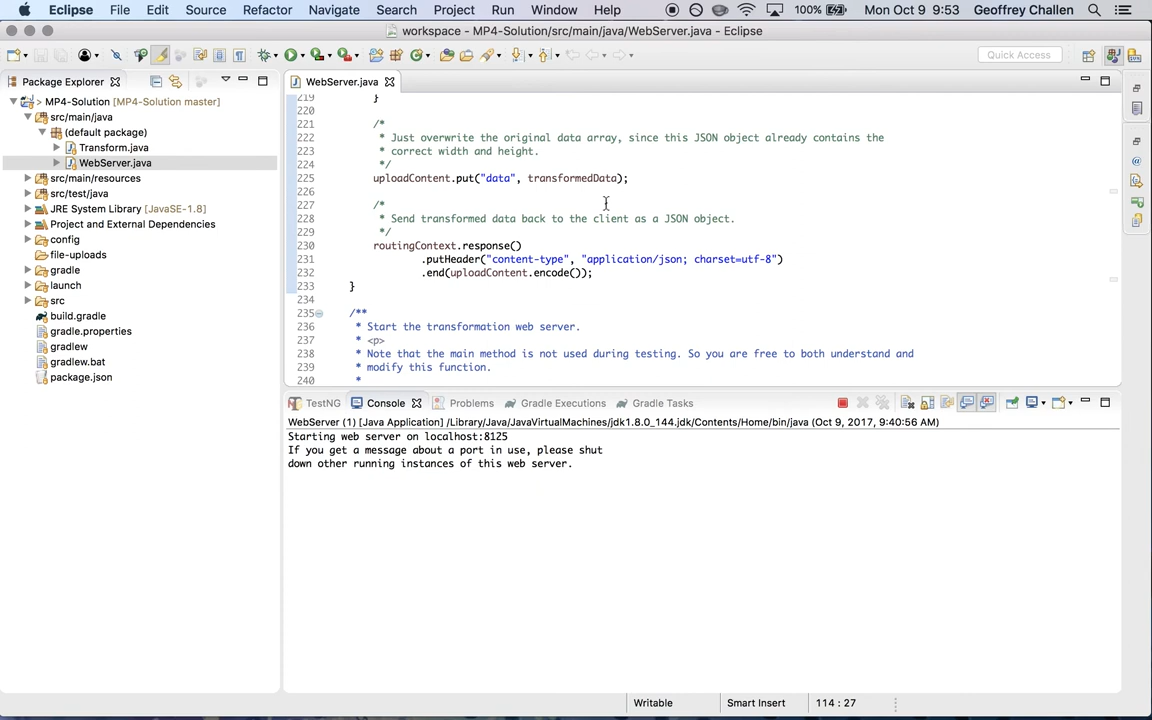 Eclipse File Edit Source Refactor Navigate Search Project Run Window Help 100% Mon Oct 9 9:53 Geoffrey Challen
workspace - MP4-Solution/src/main/java/WebServer.java - Eclipse
Quick Access
Package Explorer
> MP4-Solution [MP4-Solution master]
src/main/java
(default package)
Transform.java
WebServer.java
src/main/resources
src/test/java
JRE System Library [JavaSE-1.8]
Project and External Dependencies
config
file-uploads
gradle
launch
src
build.gradle
gradle.properties
gradlew
gradlew.bat
package.json
WebServer.java
219 }
220
221 /*
222 * Just overwrite the original data array, since this JSON object already contains the
223 * correct width and height.
224 */
225 uploadContent.put("data", transformedData);
226
227 /*
228 * Send transformed data back to the client as a JSON object.
229 */
230 routingContext.response()
231 .putHeader("content-type", "application/json; charset=utf-8")
232 .end(uploadContent.encode());
233 }
234
235 /**
236 * Start the transformation web server.
237 * <p>
238 * Note that the main method is not used during testing. So you are free to both understand and
239 * modify this function.
240 *
TestNG Console Problems Gradle Executions Gradle Tasks
WebServer (1) [Java Application] /Library/Java/JavaVirtualMachines/jdk1.8.0_144.jdk/Contents/Home/bin/java (Oct 9, 2017, 9:40:56 AM)
Starting web server on localhost:8125
If you get a message about a port in use, please shut
down other running instances of this web server.
Writable Smart Insert 114 : 27